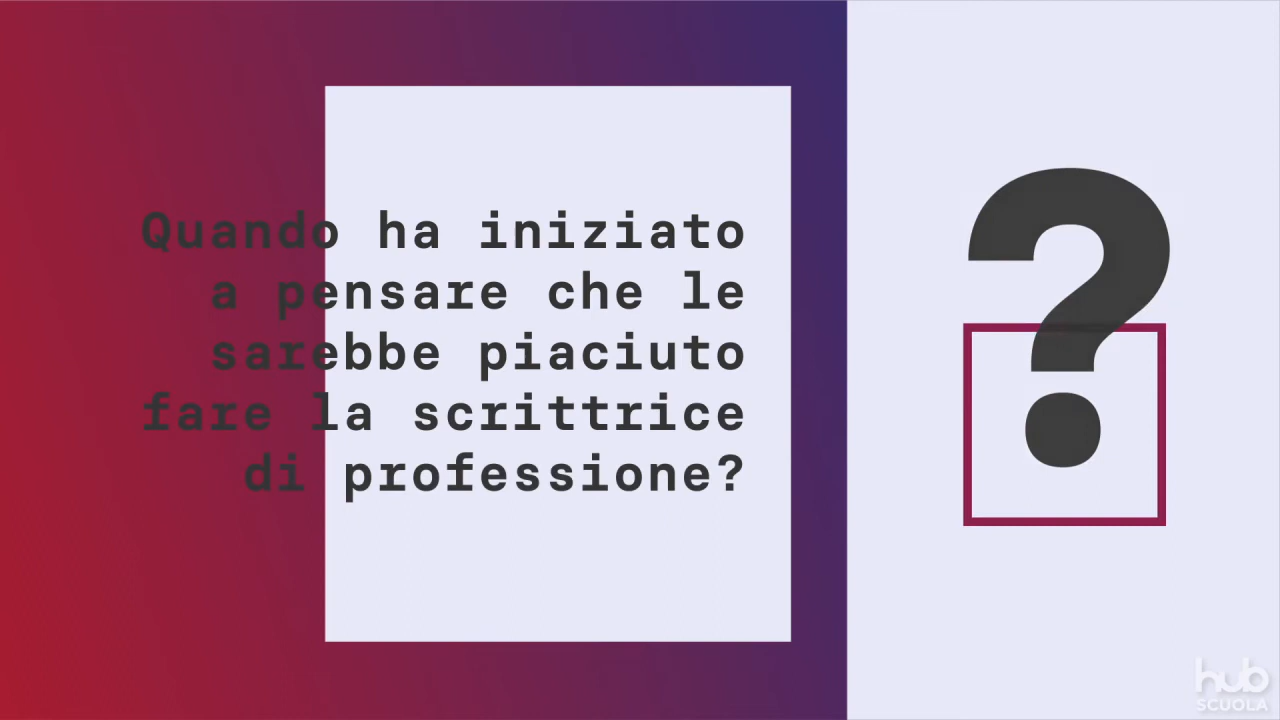 Quando ha iniziato
a pensare che le
sarebbe piaciuto
fare la scrittrice
di professione?
?
hub
SCUOLA